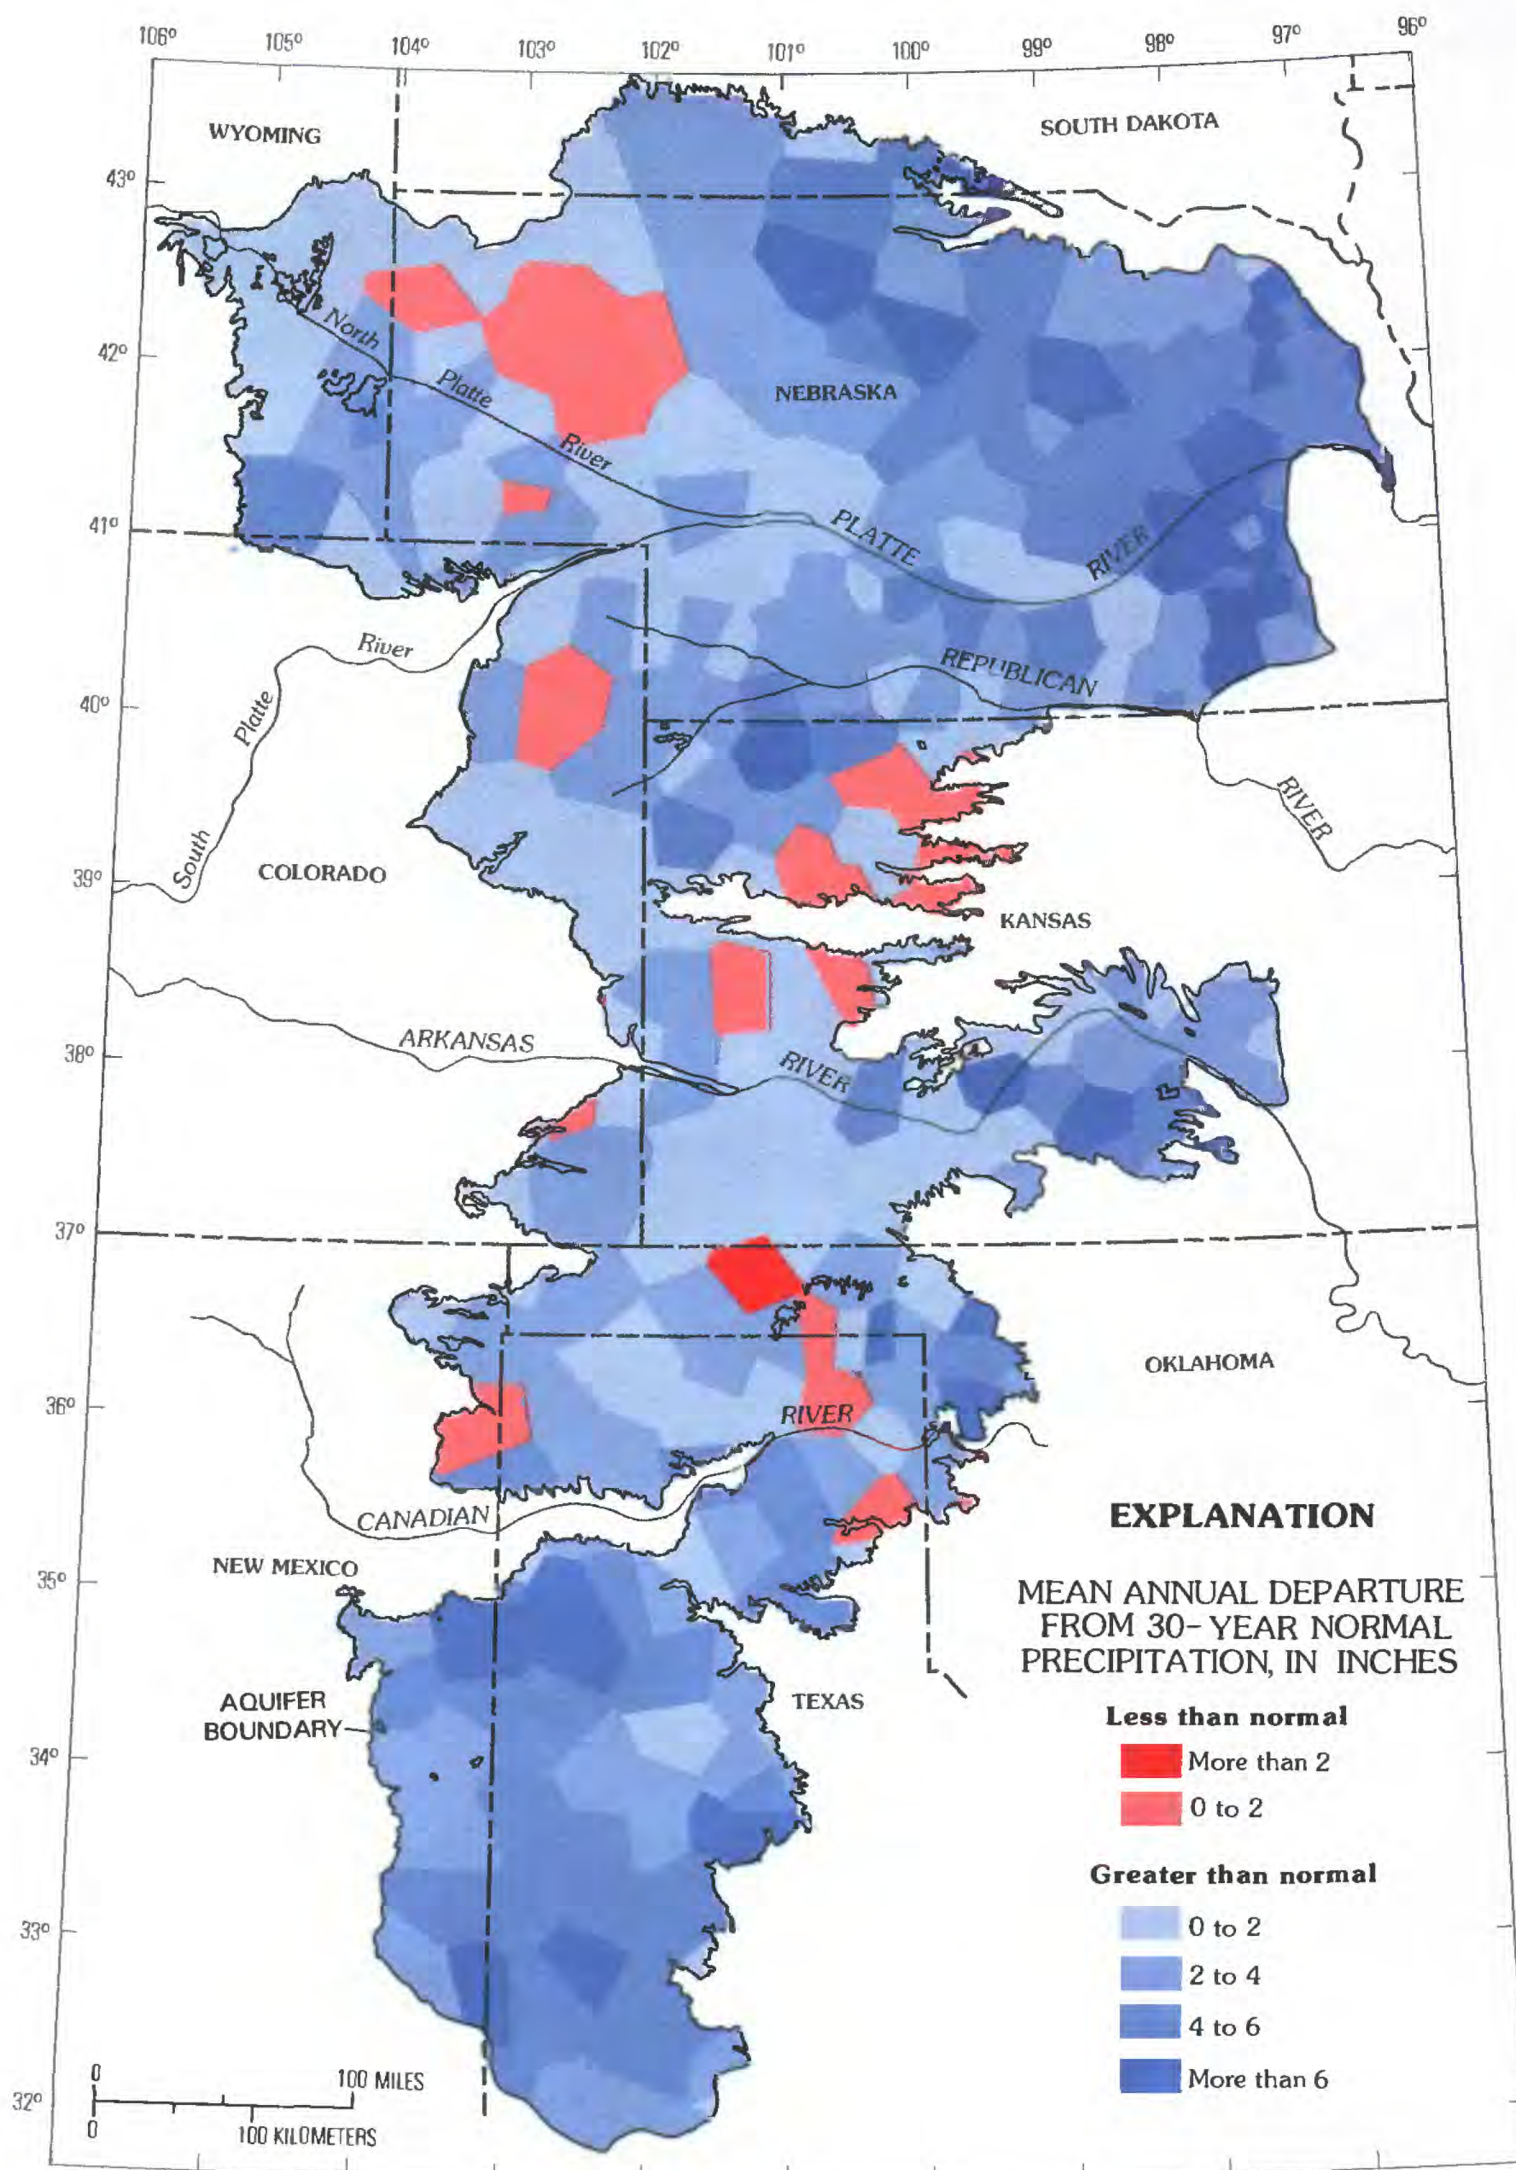 106° 105° 104° 103° 102° 101° 100° 99° 98° 97° 96°
WYOMING
SOUTH DAKOTA
43°
North
42°
Platte
NEBRASKA
River
41°
PLATTE
RIVER
River
REPUBLICAN
40°
Platte
RIVER
South
COLORADO
39°
KANSAS
ARKANSAS
38°
RIVER
37°
OKLAHOMA
36°
RIVER
CANADIAN
EXPLANATION
NEW MEXICO
35°
MEAN ANNUAL DEPARTURE
FROM 30-YEAR NORMAL
PRECIPITATION, IN INCHES
AQUIFER
BOUNDARY
TEXAS
Less than normal
34°
More than 2
0 to 2
Greater than normal
33°
0 to 2
2 to 4
4 to 6
0 100 MILES
More than 6
32°
0 100 KILOMETERS